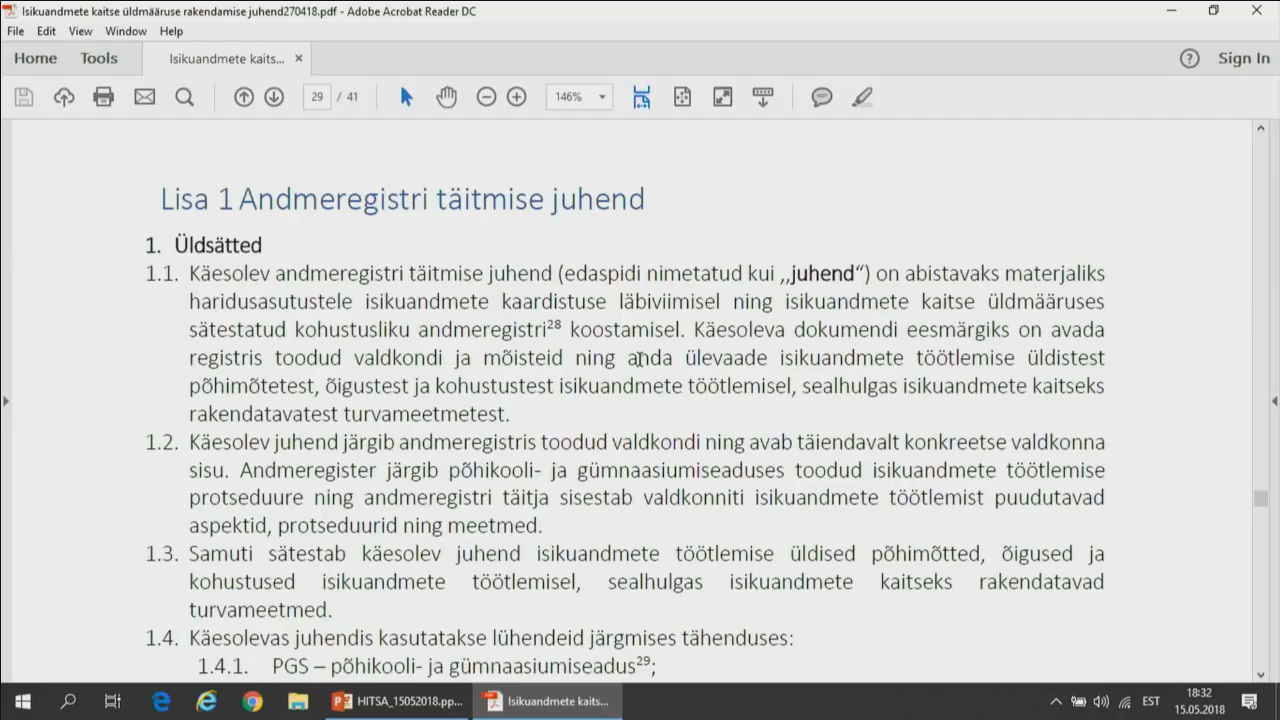 Isikuandmete kaitse üldmääruse rakendamise juhend270418.pdf - Adobe Acrobat Reader DC
File Edit View Window Help
Home Tools Isikuandmete kaits... × Sign In
29 / 41 146%
Lisa 1 Andmeregistri täitmise juhend
1. Üldsätted
1.1. Käesolev andmeregistri täitmise juhend (edaspidi nimetatud kui ,,juhend“) on abistavaks materjaliks
haridusasutustele isikuandmete kaardistuse läbiviimisel ning isikuandmete kaitse üldmääruses
sätestatud kohustusliku andmeregistri²⁸ koostamisel. Käesoleva dokumendi eesmärgiks on avada
registris toodud valdkondi ja mõisteid ning anda ülevaade isikuandmete töötlemise üldistest
põhimõtetest, õigustest ja kohustustest isikuandmete töötlemisel, sealhulgas isikuandmete kaitseks
rakendatavatest turvameetmetest.
1.2. Käesolev juhend järgib andmeregistris toodud valdkondi ning avab täiendavalt konkreetse valdkonna
sisu. Andmeregister järgib põhikooli- ja gümnaasiumiseaduses toodud isikuandmete töötlemise
protseduure ning andmeregistri täitja sisestab valdkonniti isikuandmete töötlemist puudutavad
aspektid, protseduurid ning meetmed.
1.3. Samuti sätestab käesolev juhend isikuandmete töötlemise üldised põhimõtted, õigused ja
kohustused isikuandmete töötlemisel, sealhulgas isikuandmete kaitseks rakendatavad
turvameetmed.
1.4. Käesolevas juhendis kasutatakse lühendeid järgmises tähenduses:
1.4.1. PGS – põhikooli- ja gümnaasiumiseadus²⁹;
HITSA_15052018.pp... Isikuandmete kaits... EST 18:32
15.05.2018